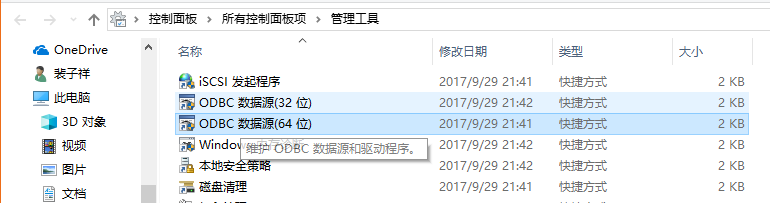 控制面板 › 所有控制面板项 › 管理工具
OneDrive
裴子祥
此电脑
3D 对象
视频
图片
文档
名称 修改日期 类型 大小
iSCSI 发起程序 2017/9/29 21:41 快捷方式 2 KB
ODBC 数据源(32 位) 2017/9/29 21:42 快捷方式 2 KB
ODBC 数据源(64 位) 2017/9/29 21:41 快捷方式 2 KB
Window 2017/9/29 21:41 快捷方式 2 KB
维护 ODBC 数据源和驱动程序。
本地安全策略 2017/9/29 21:42 快捷方式 2 KB
磁盘清理 2017/9/29 21:42 快捷方式 2 KB